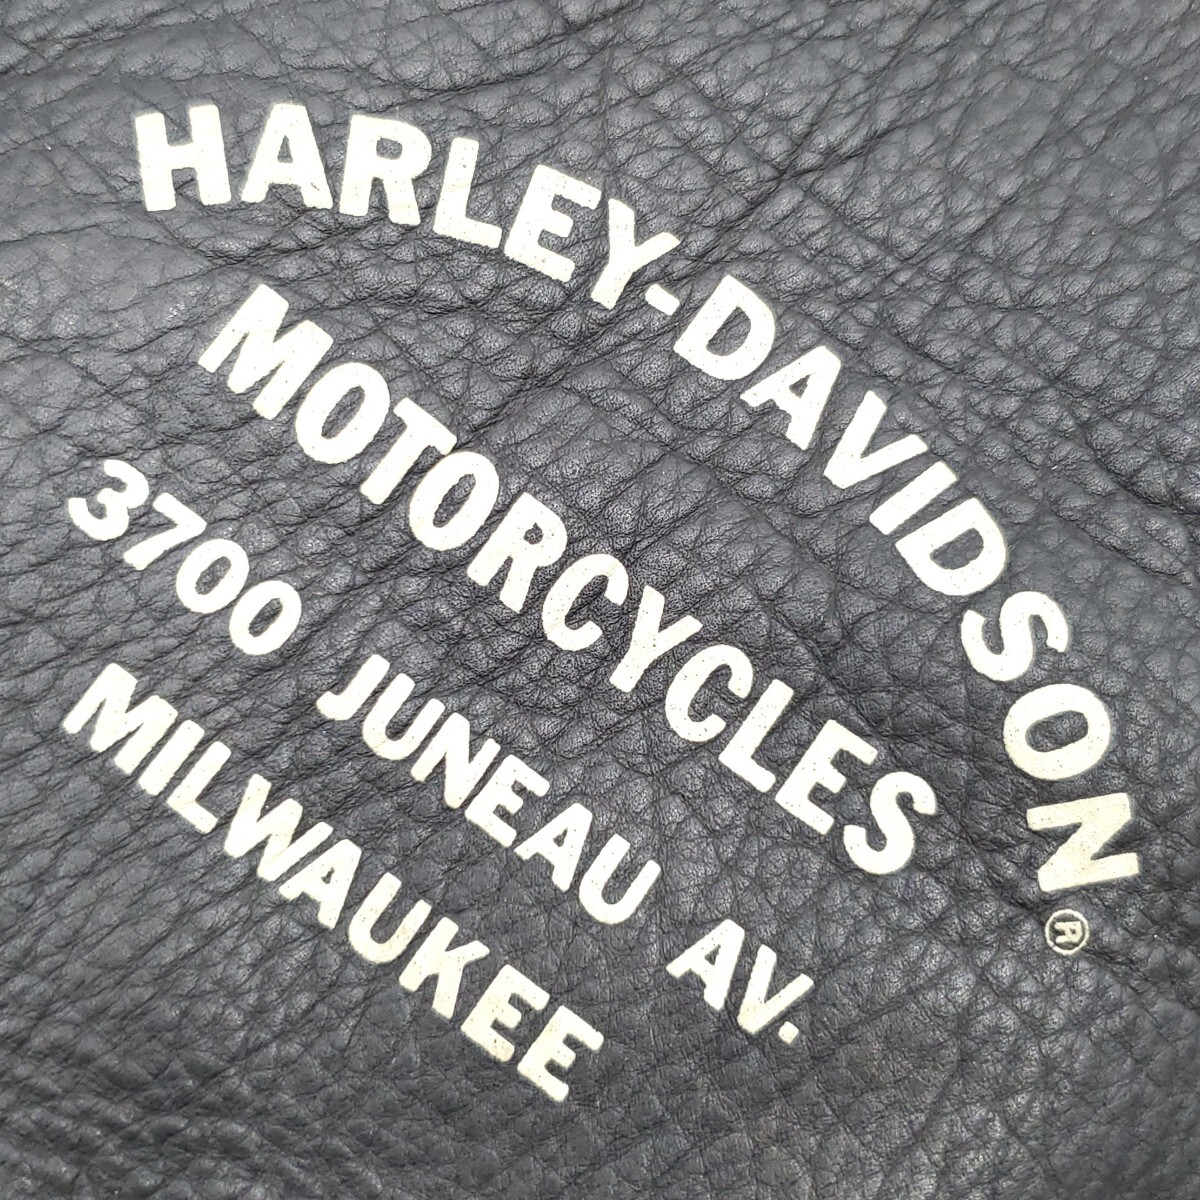 HARLEY-DAVIDSON®
MOTORCYCLES
3700 JUNEAU AV.
MILWAUKEE